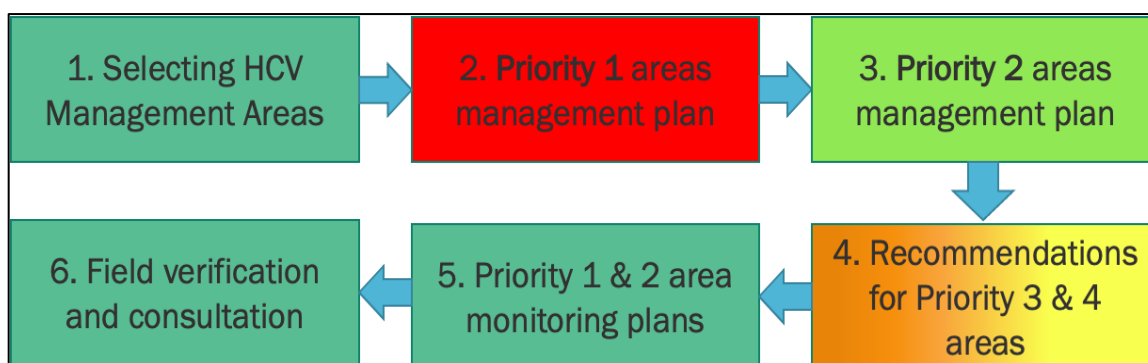 1. Selecting HCV
Management Areas
2. Priority 1 areas
management plan
3. Priority 2 areas
management plan
4. Recommendations
for Priority 3 & 4
areas
5. Priority 1 & 2 area
monitoring plans
6. Field verification
and consultation